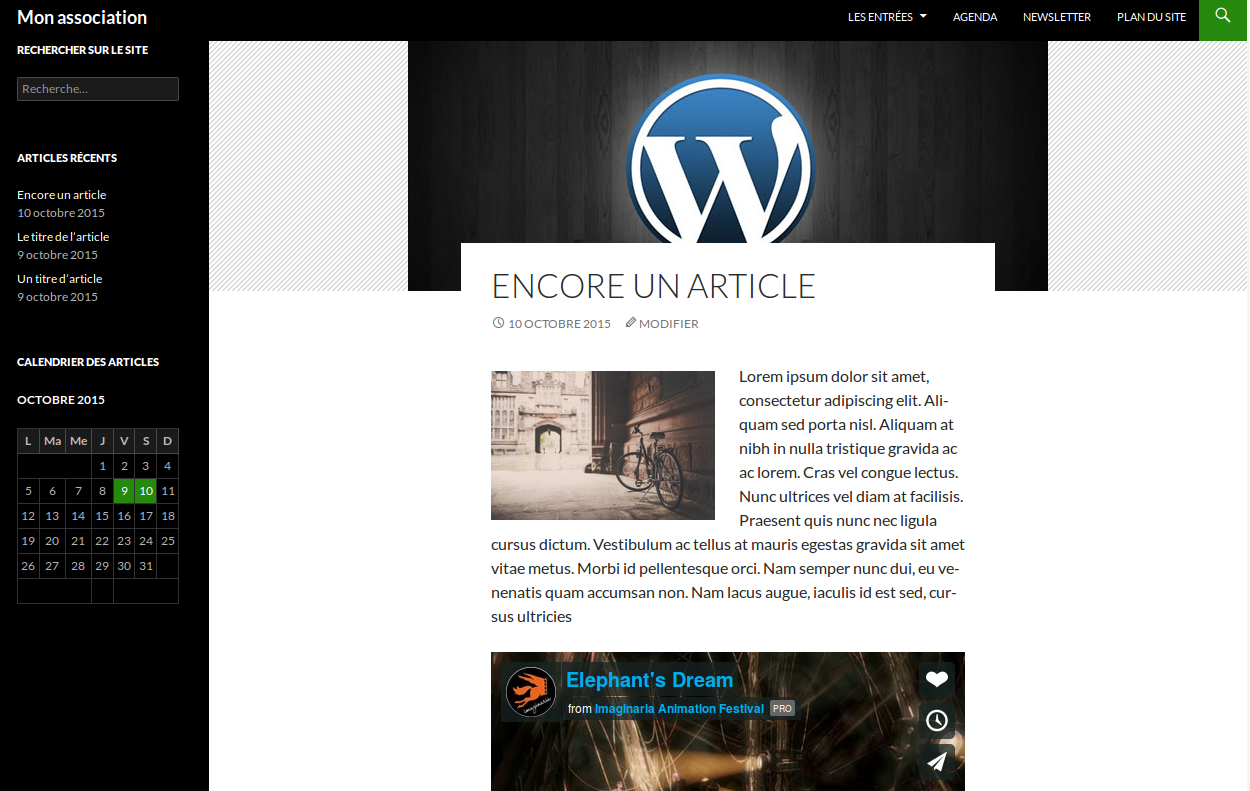 Mon association
LES ENTRÉES
AGENDA
NEWSLETTER
PLAN DU SITE
RECHERCHER SUR LE SITE
Recherche…
ARTICLES RÉCENTS
Encore un article
10 octobre 2015
Le titre de l’article
9 octobre 2015
Un titre d’article
9 octobre 2015
CALENDRIER DES ARTICLES
OCTOBRE 2015
L Ma Me J V S D
1 2 3 4
5 6 7 8 9 10 11
12 13 14 15 16 17 18
19 20 21 22 23 24 25
26 27 28 29 30 31
W
ENCORE UN ARTICLE
10 OCTOBRE 2015 MODIFIER
Lorem ipsum dolor sit amet,
consectetur adipiscing elit. Ali-
quam sed porta nisl. Aliquam at
nibh in nulla tristique gravida ac
ac lorem. Cras vel congue lectus.
Nunc ultrices vel diam at facilisis.
Praesent quis nunc nec ligula
cursus dictum. Vestibulum ac tellus at mauris egestas gravida sit amet
vitae metus. Morbi id pellentesque orci. Nam semper nunc dui, eu ve-
nenatis quam accumsan non. Nam lacus augue, iaculis id est sed, cur-
sus ultricies
imaginaria
Elephant's Dream
from Imaginaria Animation Festival PRO